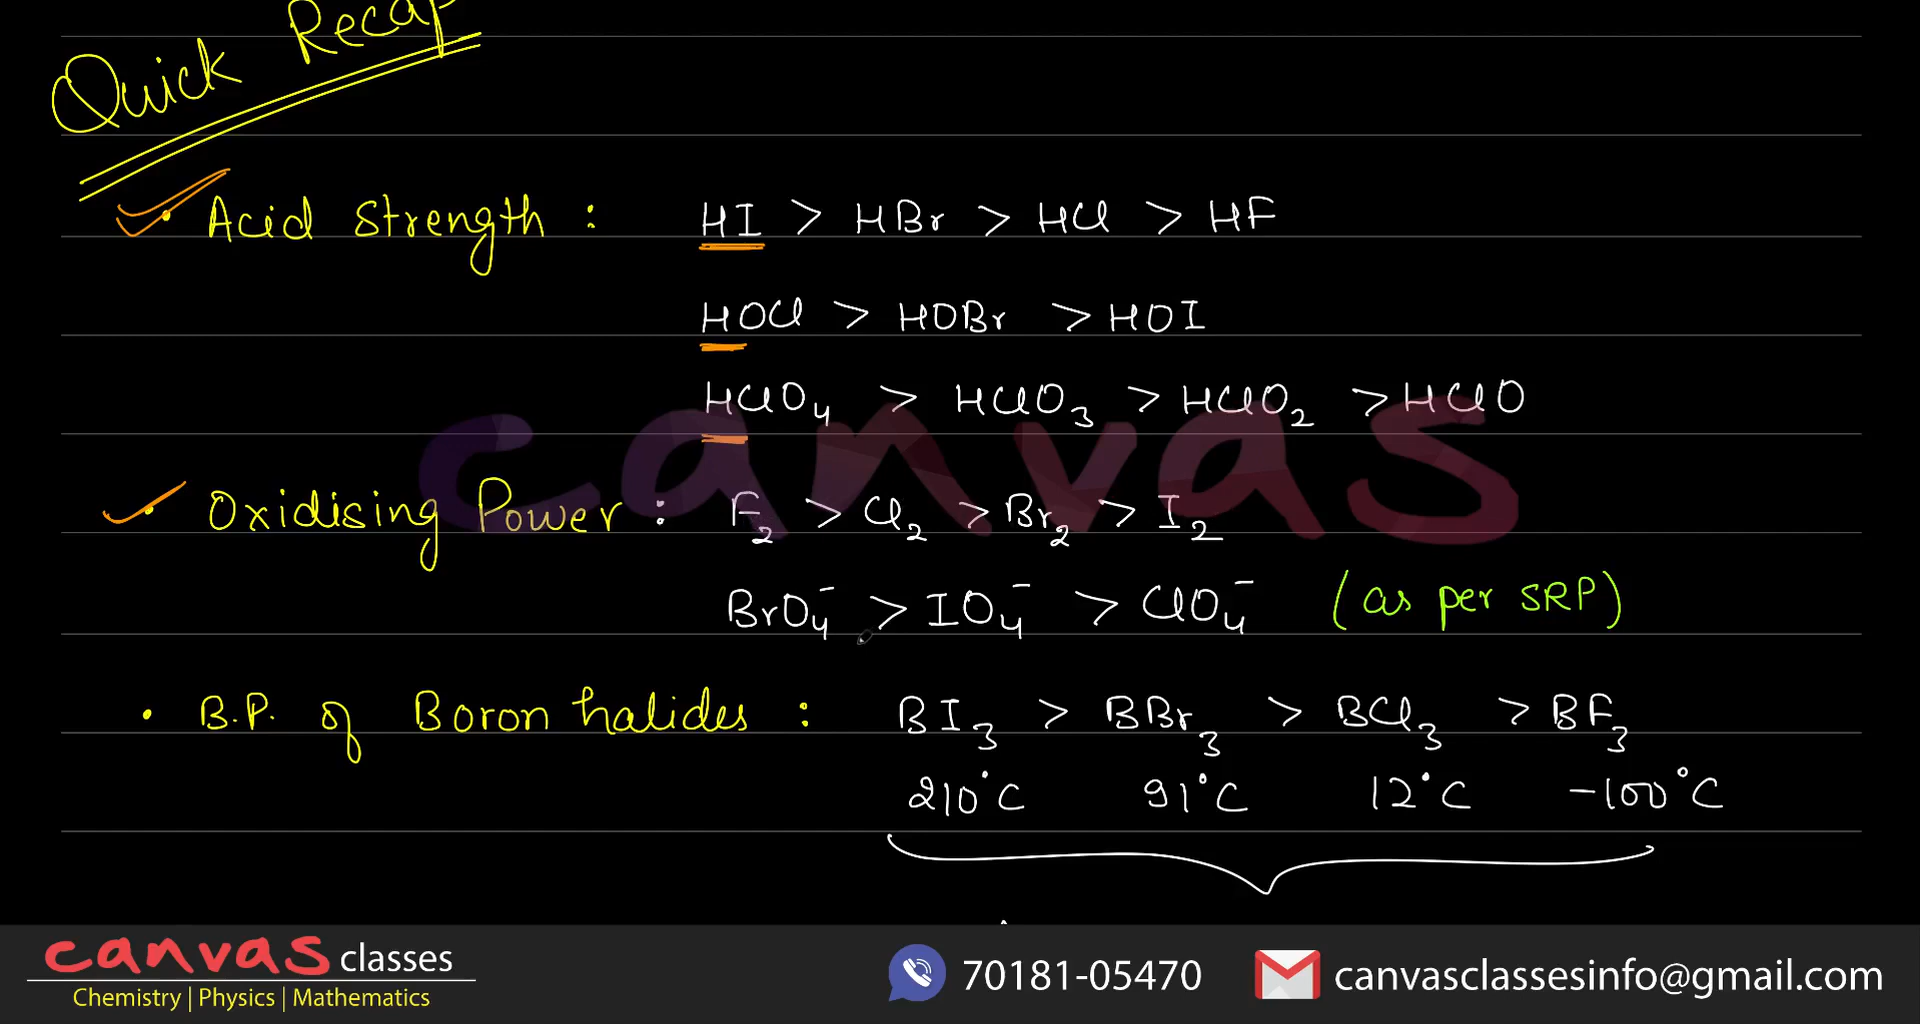 Quick Recap
• Acid strength : HI > HBr > HCl > HF
HOCl > HOBr > HOI
HClO₄ > HClO₃ > HClO₂ > HClO
canvas
• Oxidising Power : F₂ > Cl₂ > Br₂ > I₂
BrO₄⁻ > IO₄⁻ > ClO₄⁻ (as per SRP)
• B.P. of Boron halides : BI₃ > BBr₃ > BCl₃ > BF₃
210°C 91°C 12°C -100°C
canvas classes
Chemistry | Physics | Mathematics
70181-05470
canvasclassesinfo@gmail.com